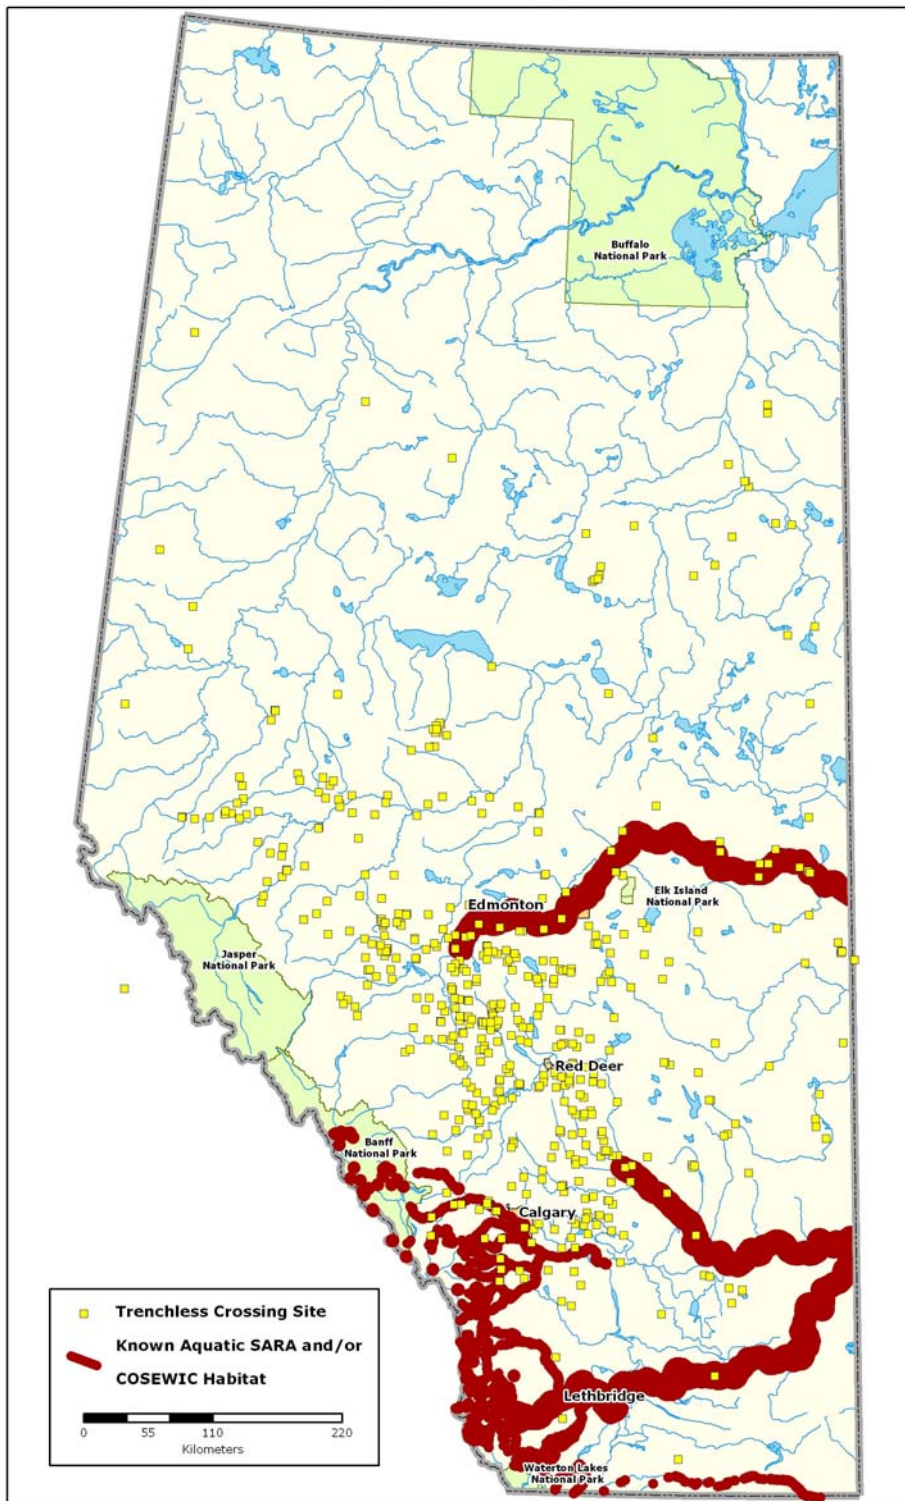 Buffalo
National Park
Edmonton
Elk Island
National Park
Jasper
National Park
Red Deer
Banff
National Park
Calgary
Trenchless Crossing Site
Known Aquatic SARA and/or
COSEWIC Habitat
0 55 110 220
Kilometers
Lethbridge
Waterton Lakes
National Park